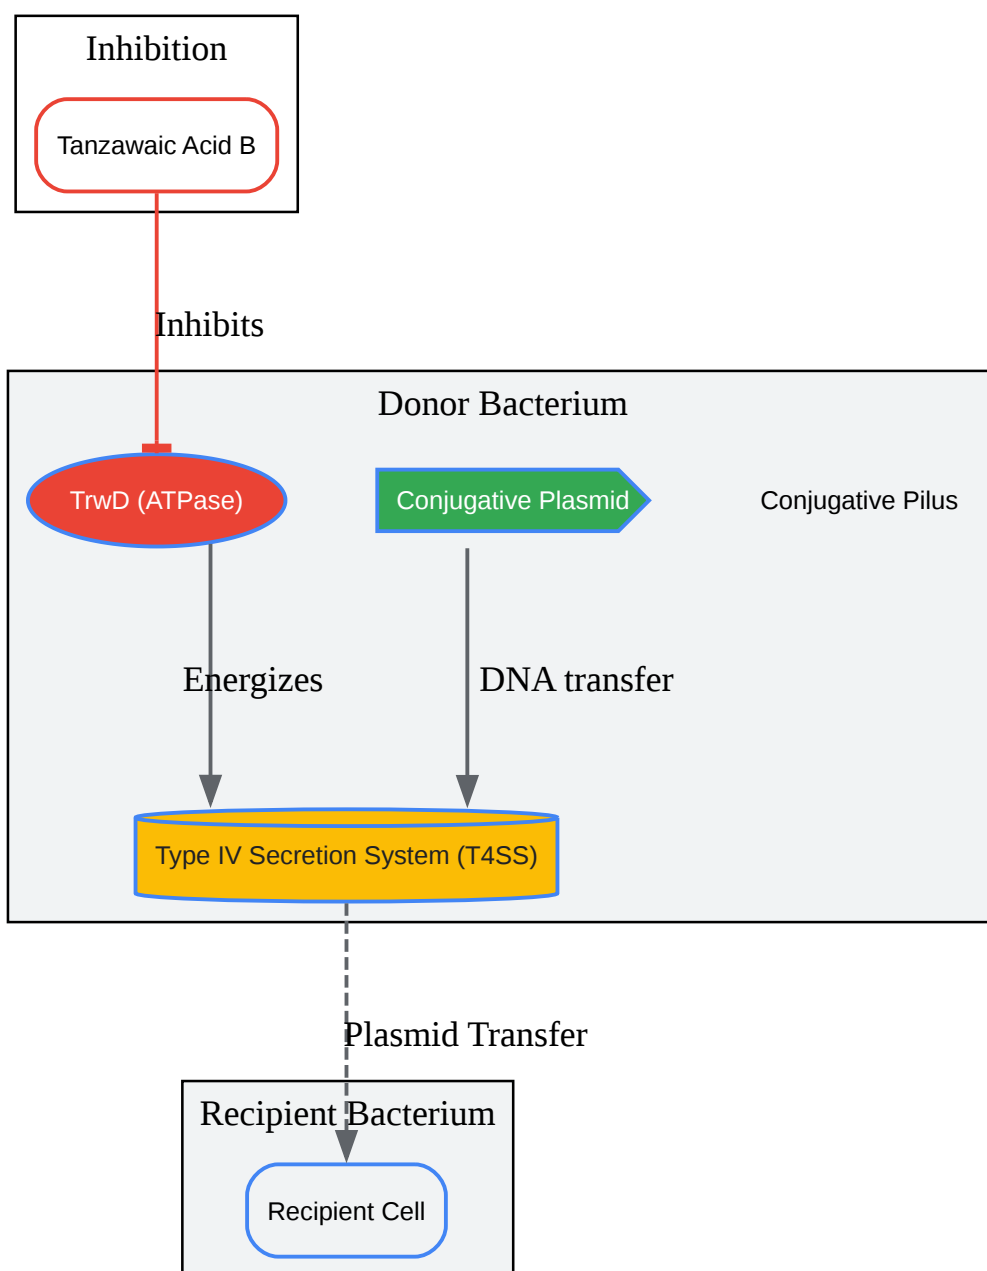 Inhibition
Tanzawaic Acid B
Inhibits
Donor Bacterium
TrwD (ATPase)
Conjugative Plasmid
Conjugative Pilus
Energizes
DNA transfer
Type IV Secretion System (T4SS)
Plasmid Transfer
Recipient Bacterium
Recipient Cell